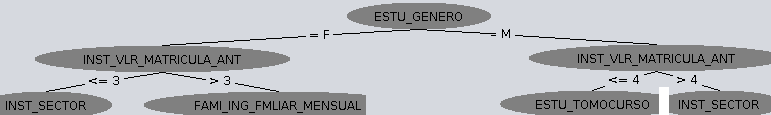 ESTU_GENERO
= F
= M
INST_VLR_MATRICULA_ANT
INST_VLR_MATRICULA_ANT
<= 3
> 3
<= 4
> 4
INST_SECTOR
FAMI_ING_FMLIAR_MENSUAL
ESTU_TOMOCURSO
INST_SECTOR